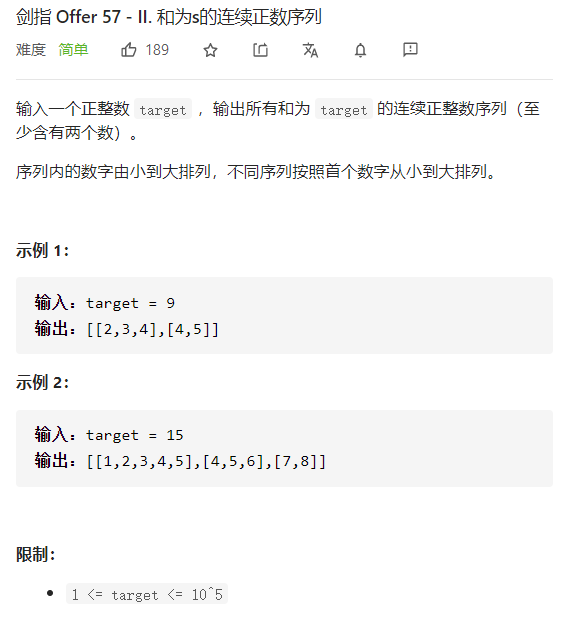 剑指 Offer 57 - II. 和为s的连续正数序列
难度 简单 189
输入一个正整数 target ，输出所有和为 target 的连续正整数序列（至
少含有两个数）。
序列内的数字由小到大排列，不同序列按照首个数字从小到大排列。
示例 1：
输入：target = 9
输出：[[2,3,4],[4,5]]
示例 2：
输入：target = 15
输出：[[1,2,3,4,5],[4,5,6],[7,8]]
限制：
1 <= target <= 10^5